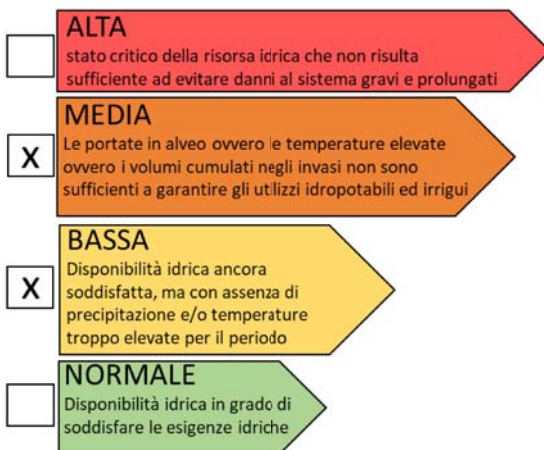 ALTA
stato critico della risorsa idrica che non risulta
sufficiente ad evitare danni al sistema gravi e prolungati
MEDIA
X
Le portate in alveo ovvero le temperature elevate
ovvero i volumi cumulati negli invasi non sono
sufficienti a garantire gli utilizzi idropotabili ed irrigui
BASSA
X
Disponibilità idrica ancora
soddisfatta, ma con assenza di
precipitazione e/o temperature
troppo elevate per il periodo
NORMALE
Disponibilità idrica in grado di
soddisfare le esigenze idriche